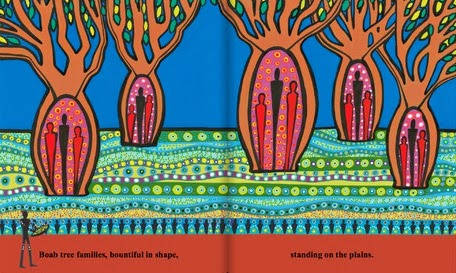 Boab tree families, bountiful in shape,
standing on the plains.